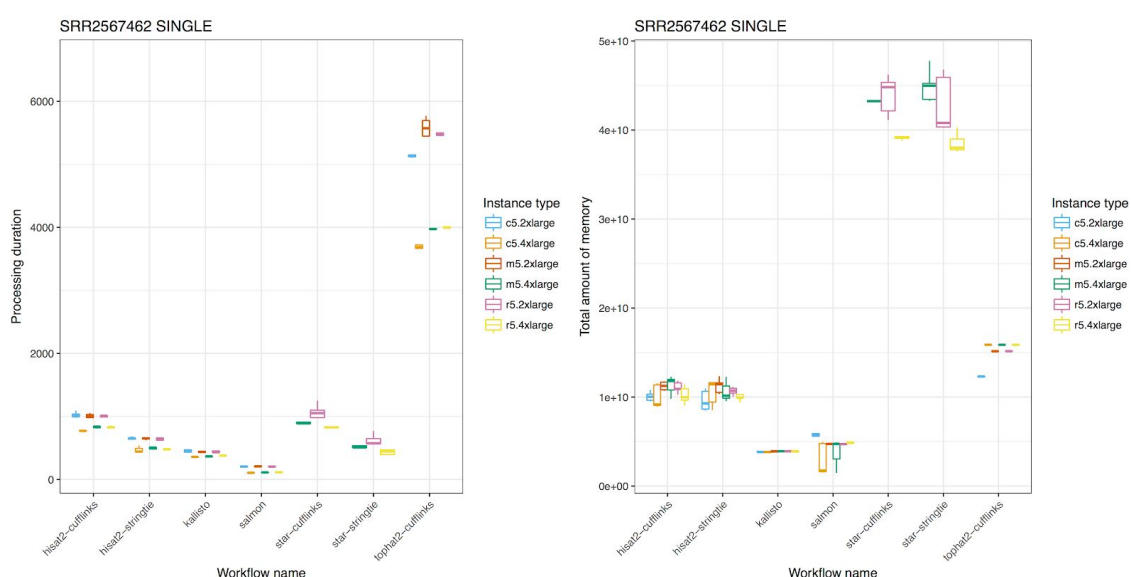 SRR2567462 SINGLE
Processing duration
6000
4000
2000
0
hisat2−cufflinks
hisat2−stringtie
kallisto
salmon
star−cufflinks
star−stringtie
tophat2−cufflinks
Workflow name
Instance type
c5.2xlarge
c5.4xlarge
m5.2xlarge
m5.4xlarge
r5.2xlarge
r5.4xlarge
SRR2567462 SINGLE
Total amount of memory
5e+10
4e+10
3e+10
2e+10
1e+10
0e+00
hisat2−cufflinks
hisat2−stringtie
kallisto
salmon
star−cufflinks
star−stringtie
tophat2−cufflinks
Workflow name
Instance type
c5.2xlarge
c5.4xlarge
m5.2xlarge
m5.4xlarge
r5.2xlarge
r5.4xlarge